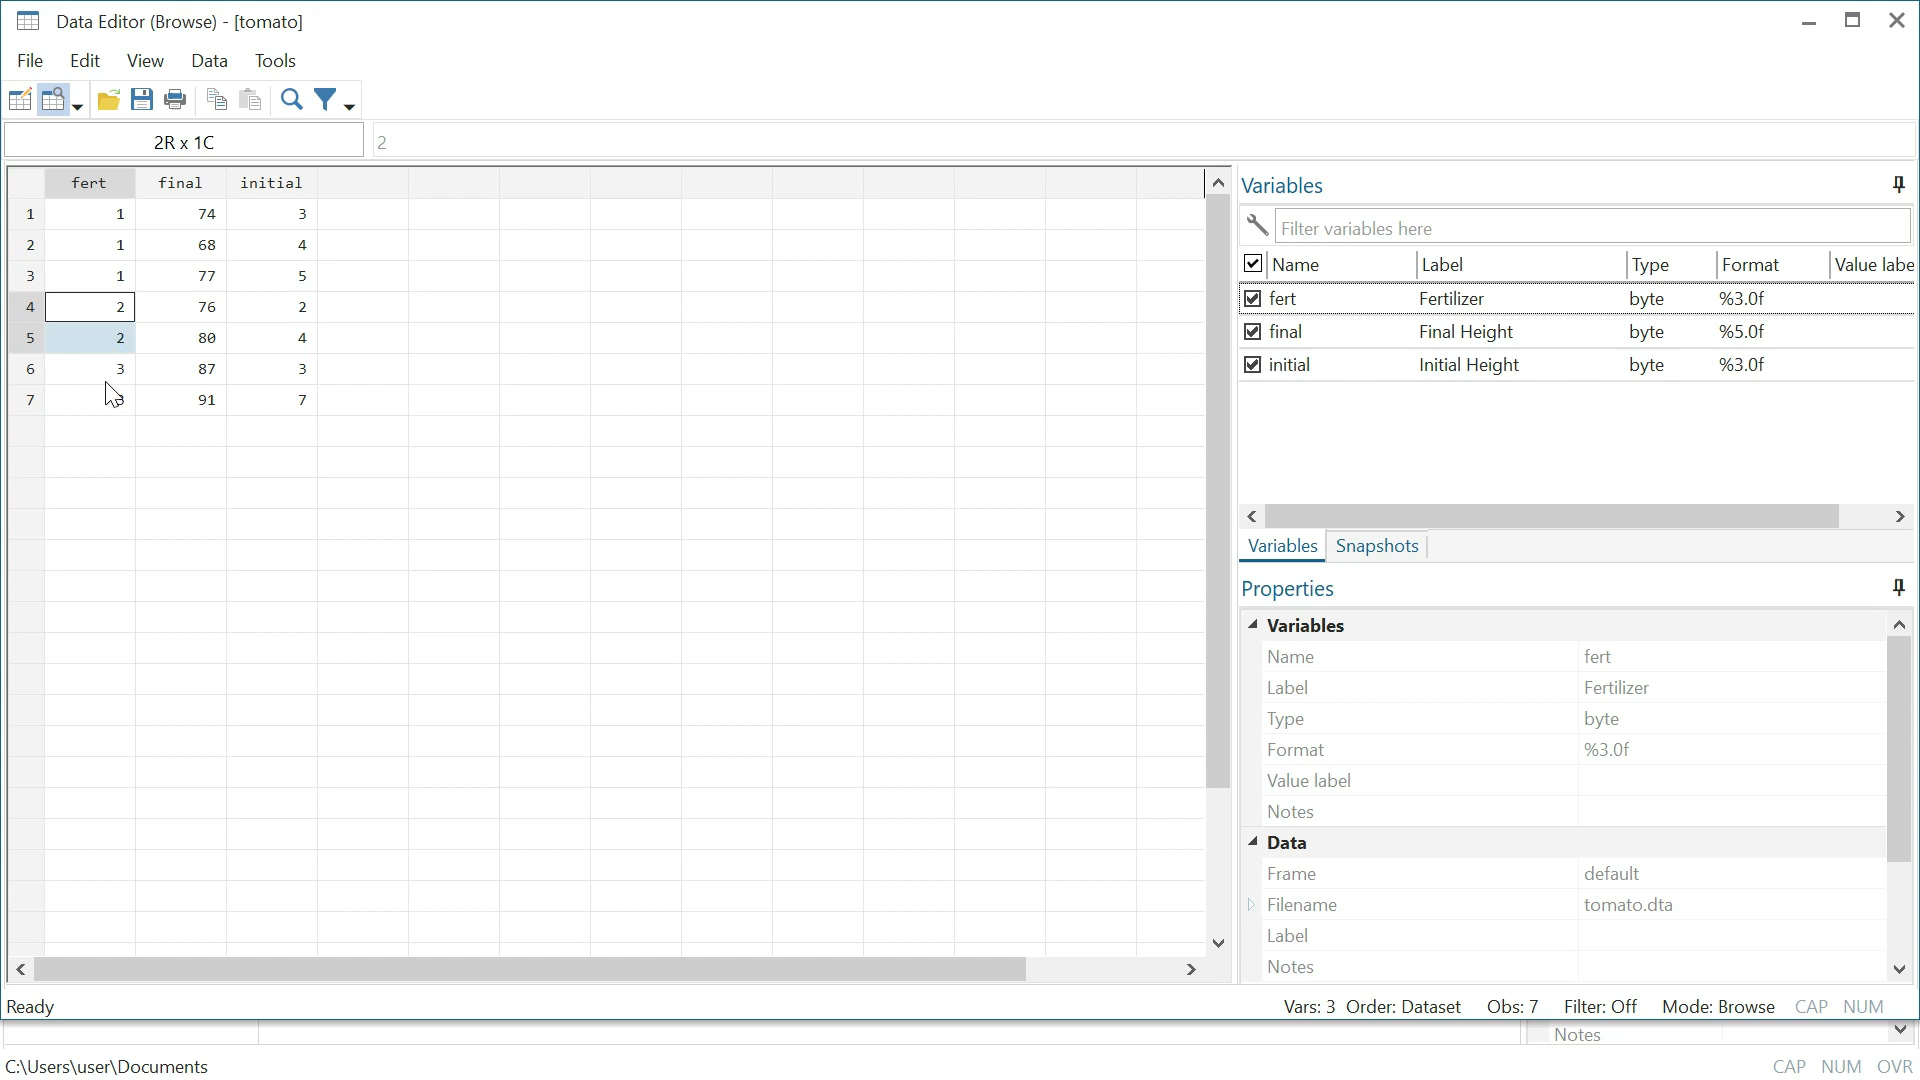 Data Editor (Browse) - [tomato]
File Edit View Data Tools
2R x 1C 2
fert final initial
1 1 74 3
2 1 68 4
3 1 77 5
4 2 76 2
5 2 80 4
6 3 87 3
7 91 7
Variables
Filter variables here
Name Label Type Format Value labe
fert Fertilizer byte %3.0f
final Final Height byte %5.0f
initial Initial Height byte %3.0f
Variables Snapshots
Properties
Variables
Name fert
Label Fertilizer
Type byte
Format %3.0f
Value label
Notes
Data
Frame default
Filename tomato.dta
Label
Notes
Ready Vars: 3 Order: Dataset Obs: 7 Filter: Off Mode: Browse CAP NUM
Notes
C:\Users\user\Documents CAP NUM OVR